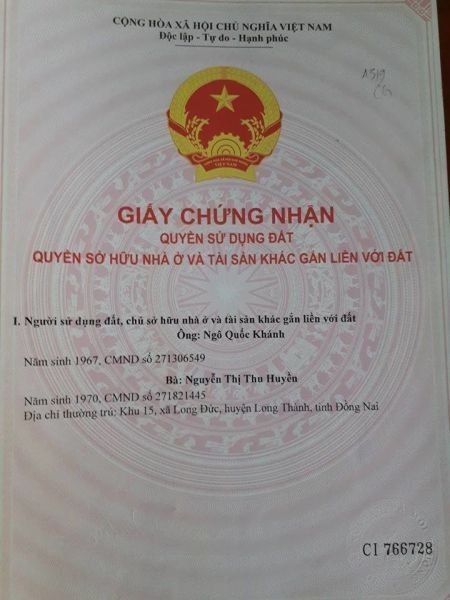 CỘNG HÒA XÃ HỘI CHỦ NGHĨA VIỆT NAM
Độc lập - Tự do - Hạnh phúc
1519
CG
VIỆT NAM
GIẤY CHỨNG NHẬN
QUYỀN SỬ DỤNG ĐẤT
QUYỀN SỞ HỮU NHÀ Ở VÀ TÀI SẢN KHÁC GẮN LIỀN VỚI ĐẤT
I. Người sử dụng đất, chủ sở hữu nhà ở và tài sản khác gắn liền với đất
Ông: Ngô Quốc Khánh
Năm sinh 1967, CMND số 271306549
Bà: Nguyễn Thị Thu Huyền
Năm sinh 1970, CMND số 271821445
Địa chỉ thường trú: Khu 15, xã Long Đức, huyện Long Thành, tỉnh Đồng Nai
CI 766728